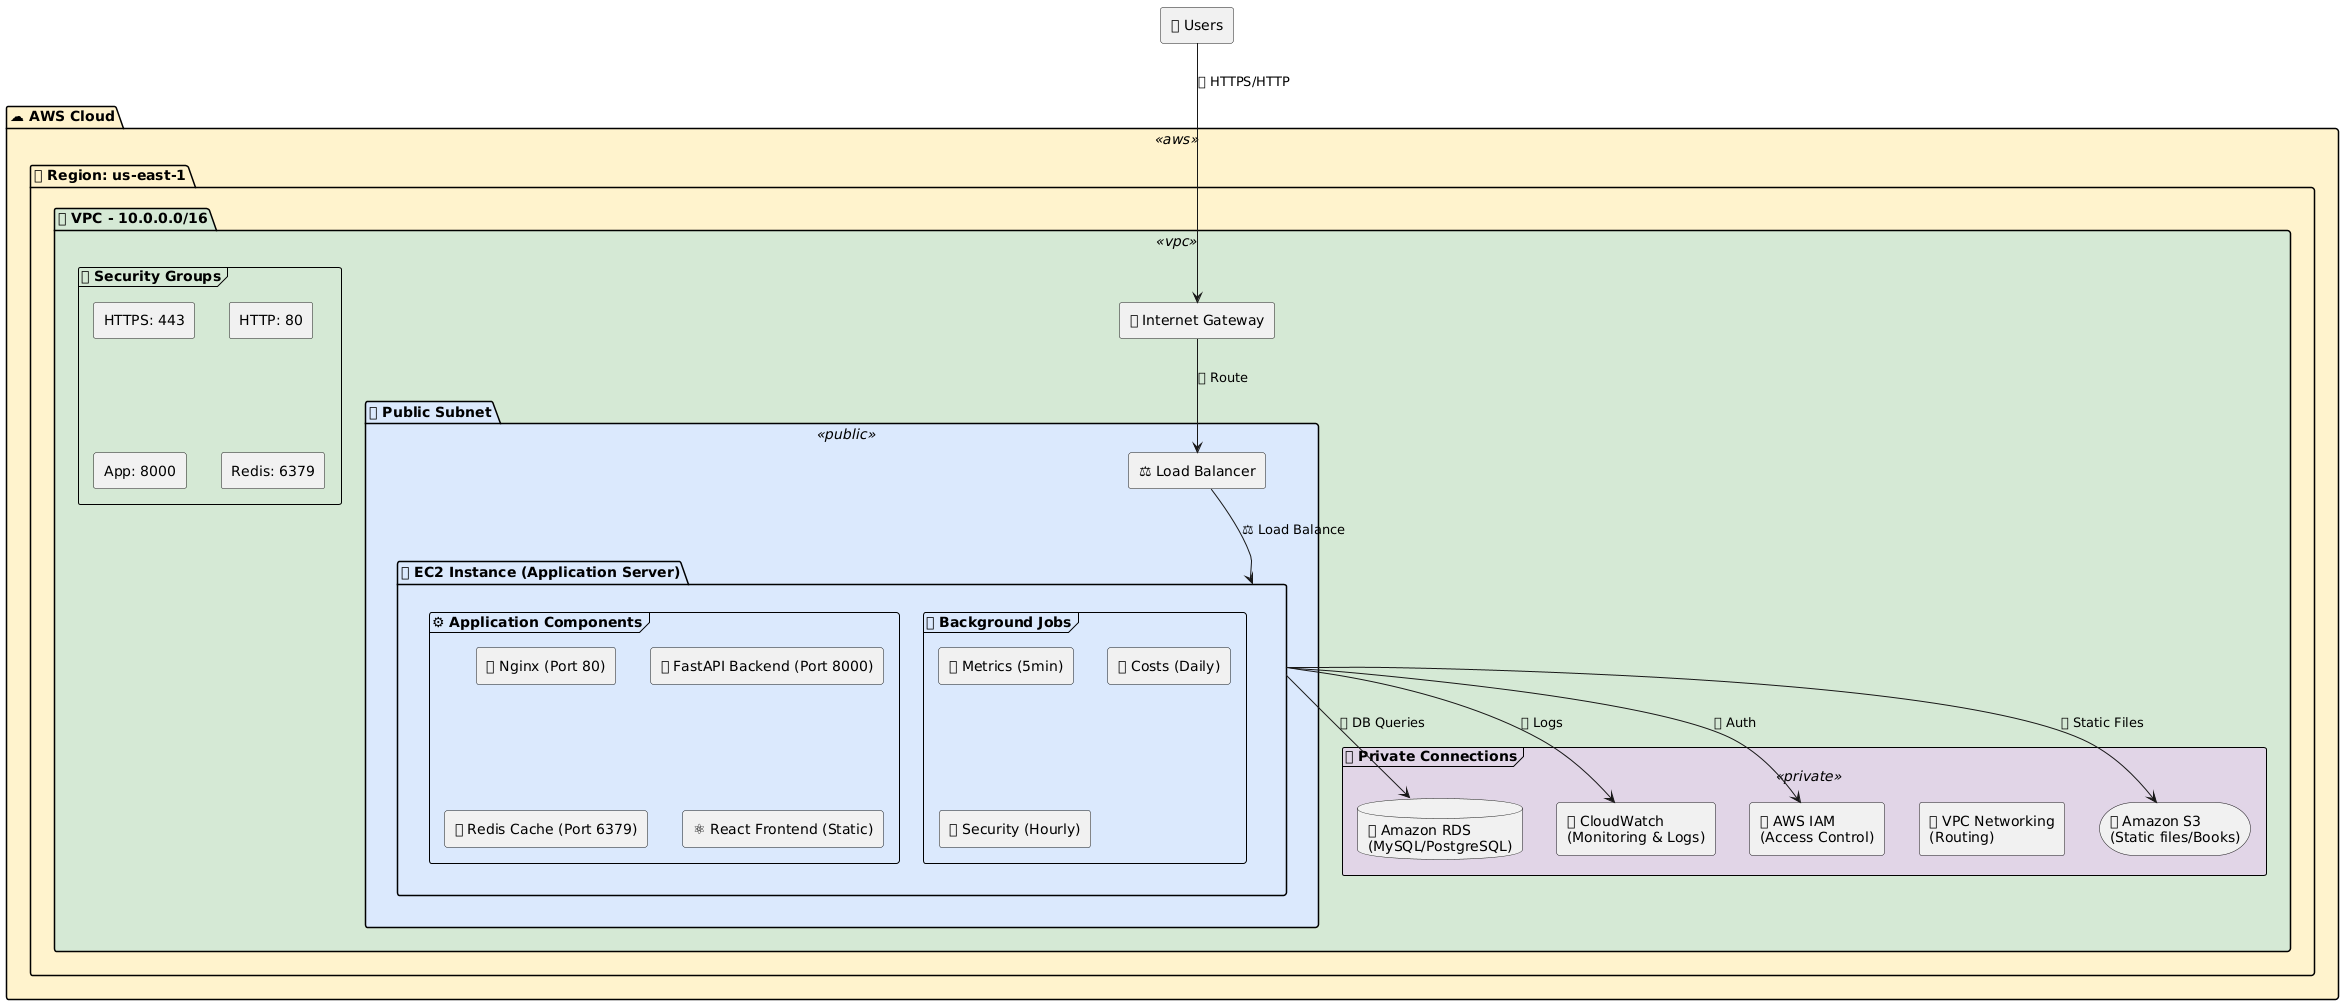 Users
HTTPS/HTTP
☁ AWS Cloud
«aws»
Region: us-east-1
VPC - 10.0.0.0/16
«vpc»
Security Groups
HTTPS: 443
HTTP: 80
App: 8000
Redis: 6379
Internet Gateway
Route
Public Subnet
«public»
⚖ Load Balancer
⚖ Load Balance
EC2 Instance (Application Server)
⚙ Application Components
Nginx (Port 80)
FastAPI Backend (Port 8000)
Redis Cache (Port 6379)
⚛ React Frontend (Static)
Background Jobs
Metrics (5min)
Costs (Daily)
Security (Hourly)
DB Queries
Logs
Auth
Static Files
Private Connections
«private»
Amazon RDS
(MySQL/PostgreSQL)
CloudWatch
(Monitoring & Logs)
AWS IAM
(Access Control)
VPC Networking
(Routing)
Amazon S3
(Static files/Books)